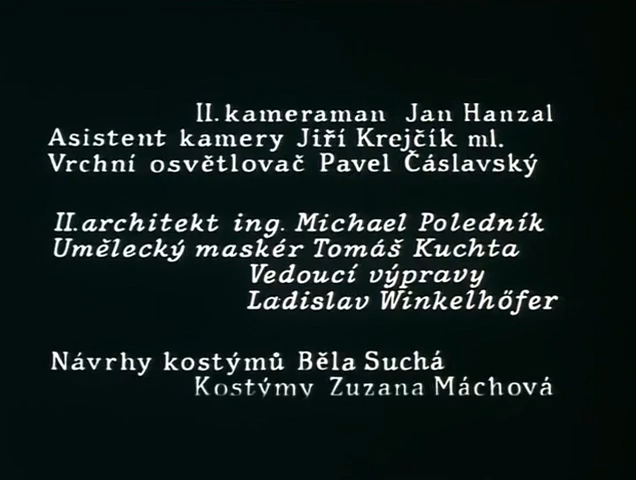 II. kameraman Jan Hanzal
Asistent kamery Jiří Krejčík ml.
Vrchní osvětlovač Pavel Čáslavský
II. architekt ing. Michael Poledník
Umělecký maskér Tomáš Kuchta
Vedoucí výpravy
Ladislav Winkelhöfer
Návrhy kostýmů Běla Suchá
Kostýmy Zuzana Máchová